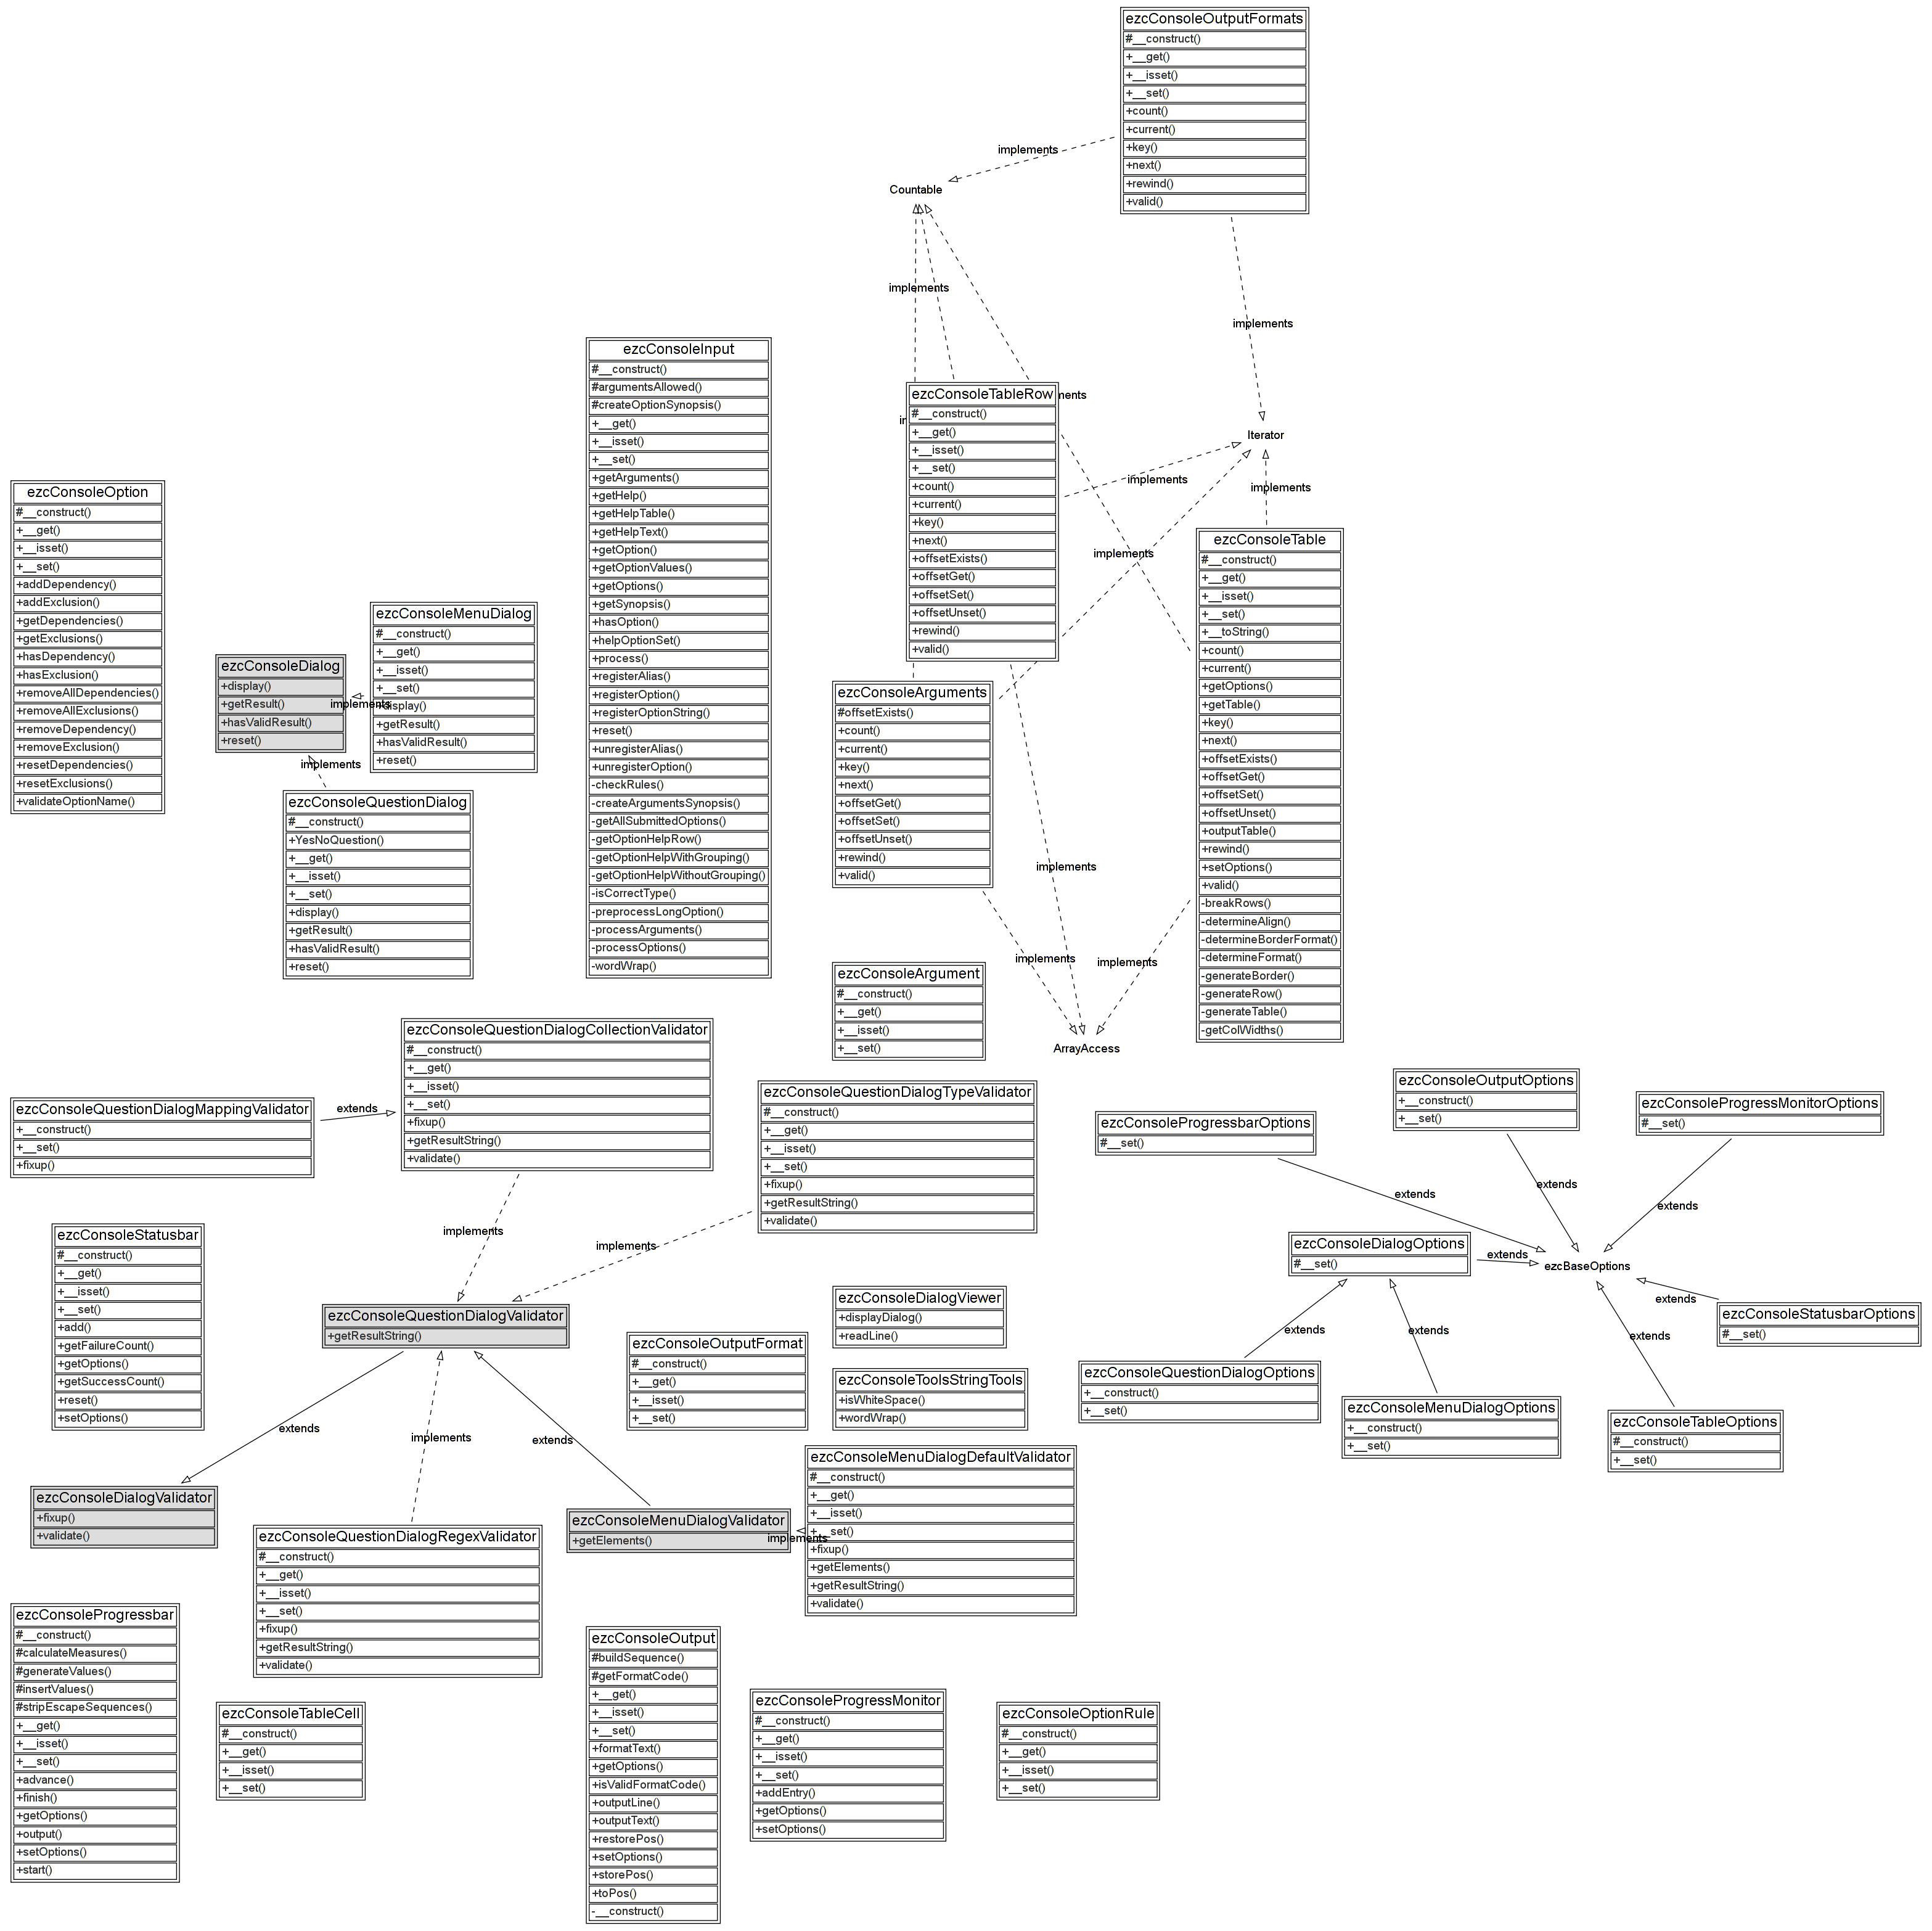 ezcConsoleOutputFormats
#__construct()
+__get()
+__isset()
+__set()
+count()
+current()
+key()
+next()
+rewind()
+valid()
implements
Countable
implements
implements
ezcConsoleInput
#__construct()
#argumentsAllowed()
#createOptionSynopsis()
+__get()
+__isset()
+__set()
+getArguments()
+getHelp()
+getHelpTable()
+getHelpText()
+getOption()
+getOptionValues()
+getOptions()
+getSynopsis()
+hasOption()
+helpOptionSet()
+process()
+registerAlias()
+registerOption()
+registerOptionString()
+reset()
+unregisterAlias()
+unregisterOption()
-checkRules()
-createArgumentsSynopsis()
-getAllSubmittedOptions()
-getOptionHelpRow()
-getOptionHelpWithGrouping()
-getOptionHelpWithoutGrouping()
-isCorrectType()
-preprocessLongOption()
-processArguments()
-processOptions()
-wordWrap()
ezcConsoleTableRow
#__construct()
+__get()
+__isset()
+__set()
+count()
+current()
+key()
+next()
+offsetExists()
+offsetGet()
+offsetSet()
+offsetUnset()
+rewind()
+valid()
Iterator
implements
implements
implements
ezcConsoleOption
#__construct()
+__get()
+__isset()
+__set()
+addDependency()
+addExclusion()
+getDependencies()
+getExclusions()
+hasDependency()
+hasExclusion()
+removeAllDependencies()
+removeAllExclusions()
+removeDependency()
+removeExclusion()
+resetDependencies()
+resetExclusions()
+validateOptionName()
ezcConsoleTable
#__construct()
+__get()
+__isset()
+__set()
+__toString()
+count()
+current()
+getOptions()
+getTable()
+key()
+next()
+offsetExists()
+offsetGet()
+offsetSet()
+offsetUnset()
+outputTable()
+rewind()
+setOptions()
+valid()
-breakRows()
-determineAlign()
-determineBorderFormat()
-determineFormat()
-generateBorder()
-generateRow()
-generateTable()
-getColWidths()
ezcConsoleMenuDialog
#__construct()
+__get()
+__isset()
+__set()
+display()
+getResult()
+hasValidResult()
+reset()
ezcConsoleDialog
+display()
+getResult()
+hasValidResult()
+reset()
implements
implements
ezcConsoleQuestionDialog
#__construct()
+YesNoQuestion()
+__get()
+__isset()
+__set()
+display()
+getResult()
+hasValidResult()
+reset()
ezcConsoleArguments
#offsetExists()
+count()
+current()
+key()
+next()
+offsetGet()
+offsetSet()
+offsetUnset()
+rewind()
+valid()
implements
implements
implements
ezcConsoleArgument
#__construct()
+__get()
+__isset()
+__set()
ArrayAccess
ezcConsoleQuestionDialogCollectionValidator
#__construct()
+__get()
+__isset()
+__set()
+fixup()
+getResultString()
+validate()
ezcConsoleQuestionDialogMappingValidator
+__construct()
+__set()
+fixup()
extends
ezcConsoleQuestionDialogTypeValidator
#__construct()
+__get()
+__isset()
+__set()
+fixup()
+getResultString()
+validate()
ezcConsoleProgressbarOptions
#__set()
ezcConsoleOutputOptions
+__construct()
+__set()
ezcConsoleProgressMonitorOptions
#__set()
extends
extends
extends
ezcConsoleStatusbar
#__construct()
+__get()
+__isset()
+__set()
+add()
+getFailureCount()
+getOptions()
+getSuccessCount()
+reset()
+setOptions()
implements
implements
ezcConsoleDialogOptions
#__set()
extends
ezcBaseOptions
extends
ezcConsoleStatusbarOptions
#__set()
ezcConsoleQuestionDialogValidator
+getResultString()
ezcConsoleDialogViewer
+displayDialog()
+readLine()
ezcConsoleOutputFormat
#__construct()
+__get()
+__isset()
+__set()
ezcConsoleToolsStringTools
+isWhiteSpace()
+wordWrap()
extends
extends
extends
ezcConsoleQuestionDialogOptions
+__construct()
+__set()
ezcConsoleMenuDialogOptions
+__construct()
+__set()
ezcConsoleTableOptions
#__construct()
+__set()
extends
implements
extends
ezcConsoleMenuDialogDefaultValidator
#__construct()
+__get()
+__isset()
+__set()
+fixup()
+getElements()
+getResultString()
+validate()
ezcConsoleDialogValidator
+fixup()
+validate()
ezcConsoleMenuDialogValidator
+getElements()
implements
ezcConsoleQuestionDialogRegexValidator
#__construct()
+__get()
+__isset()
+__set()
+fixup()
+getResultString()
+validate()
ezcConsoleProgressbar
#__construct()
#calculateMeasures()
#generateValues()
#insertValues()
#stripEscapeSequences()
+__get()
+__isset()
+__set()
+advance()
+finish()
+getOptions()
+output()
+setOptions()
+start()
ezcConsoleTableCell
#__construct()
+__get()
+__isset()
+__set()
ezcConsoleOutput
#buildSequence()
#getFormatCode()
+__get()
+__isset()
+__set()
+formatText()
+getOptions()
+isValidFormatCode()
+outputLine()
+outputText()
+restorePos()
+setOptions()
+storePos()
+toPos()
-__construct()
ezcConsoleProgressMonitor
#__construct()
+__get()
+__isset()
+__set()
+addEntry()
+getOptions()
+setOptions()
ezcConsoleOptionRule
#__construct()
+__get()
+__isset()
+__set()